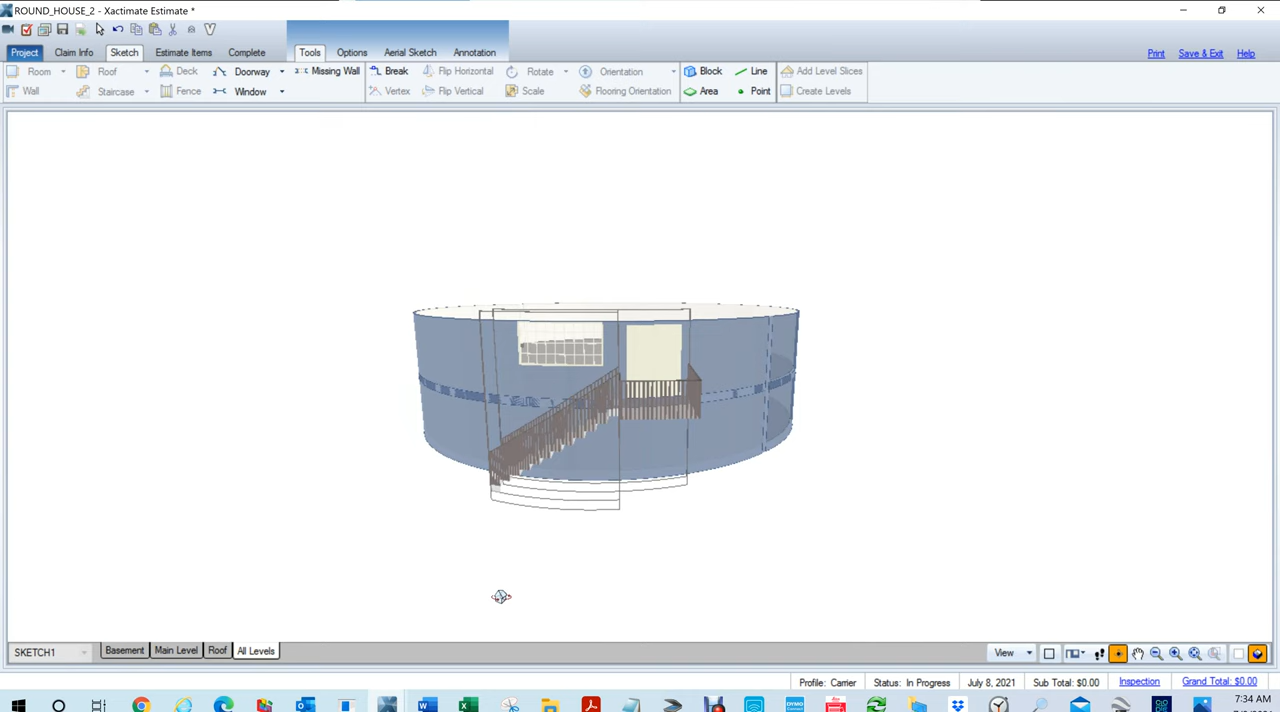 ROUND_HOUSE_2 - Xactimate Estimate *
Project Claim Info Sketch Estimate Items Complete Tools Options Aerial Sketch Annotation Print Save & Exit Help
Room Roof Deck Doorway Missing Wall Break Flip Horizontal Rotate Orientation Block Line Add Level Slices
Wall Staircase Fence Window Vertex Flip Vertical Scale Flooring Orientation Area Point Create Levels
SKETCH1 Basement Main Level Roof All Levels View
Profile: Carrier Status: In Progress July 8, 2021 Sub Total: $0.00 Inspection Grand Total: $0.00
7:34 AM